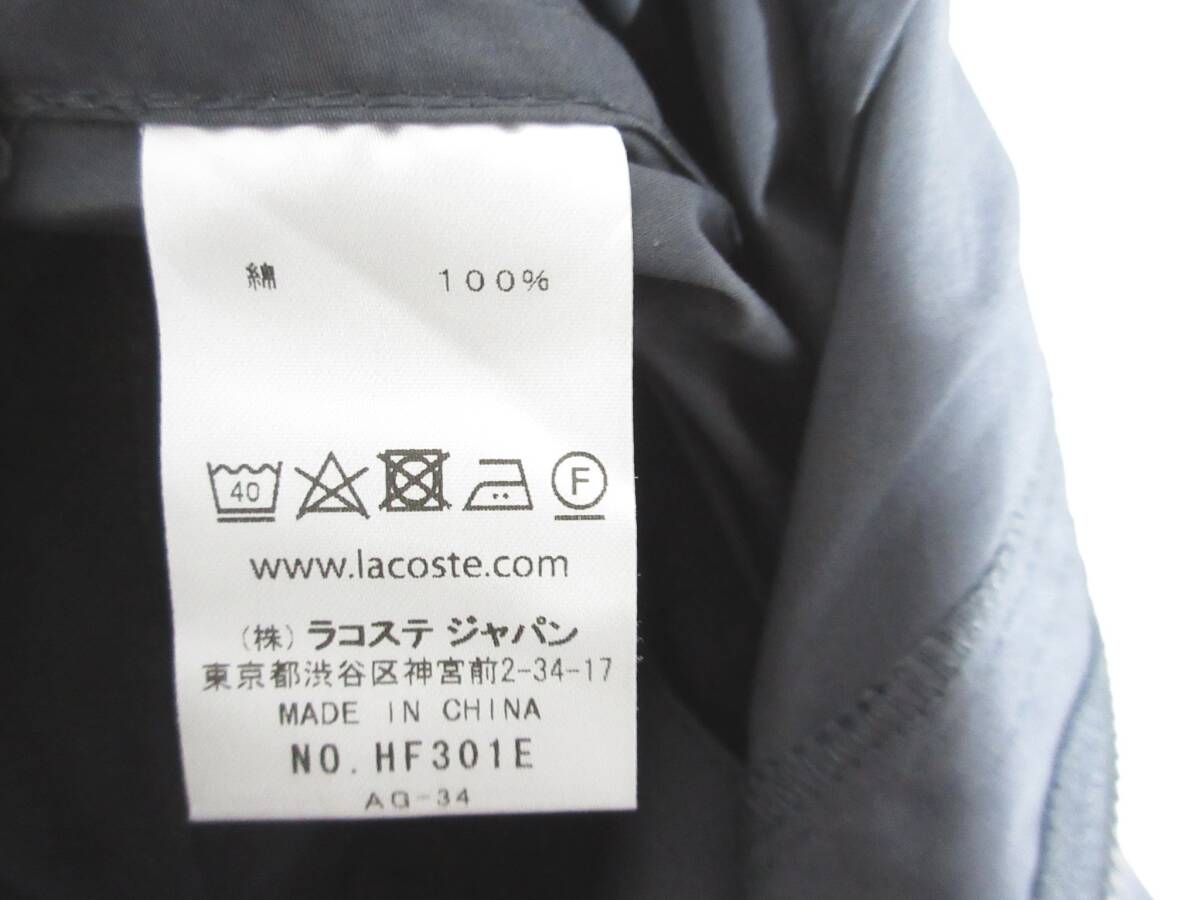 綿 100%
40 F
www.lacoste.com
(株) ラコステ ジャパン
東京都渋谷区神宮前2-34-17
MADE IN CHINA
NO. HF301E
AG-34